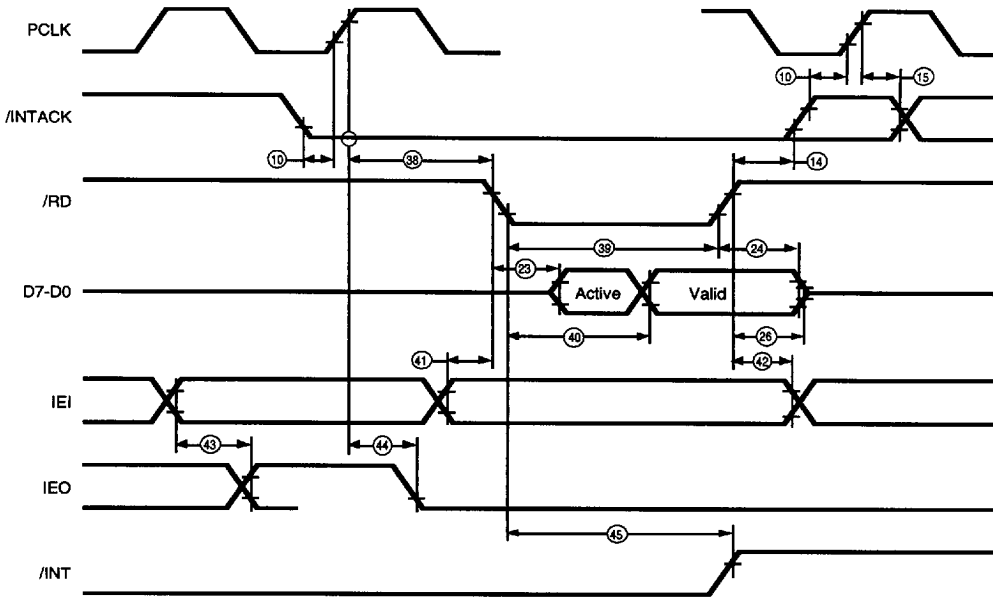 PCLK
10
15
/INTACK
10
38
14
/RD
39
24
23
D7-D0
Active
Valid
40
26
41
42
IEI
43
44
IEO
45
/INT